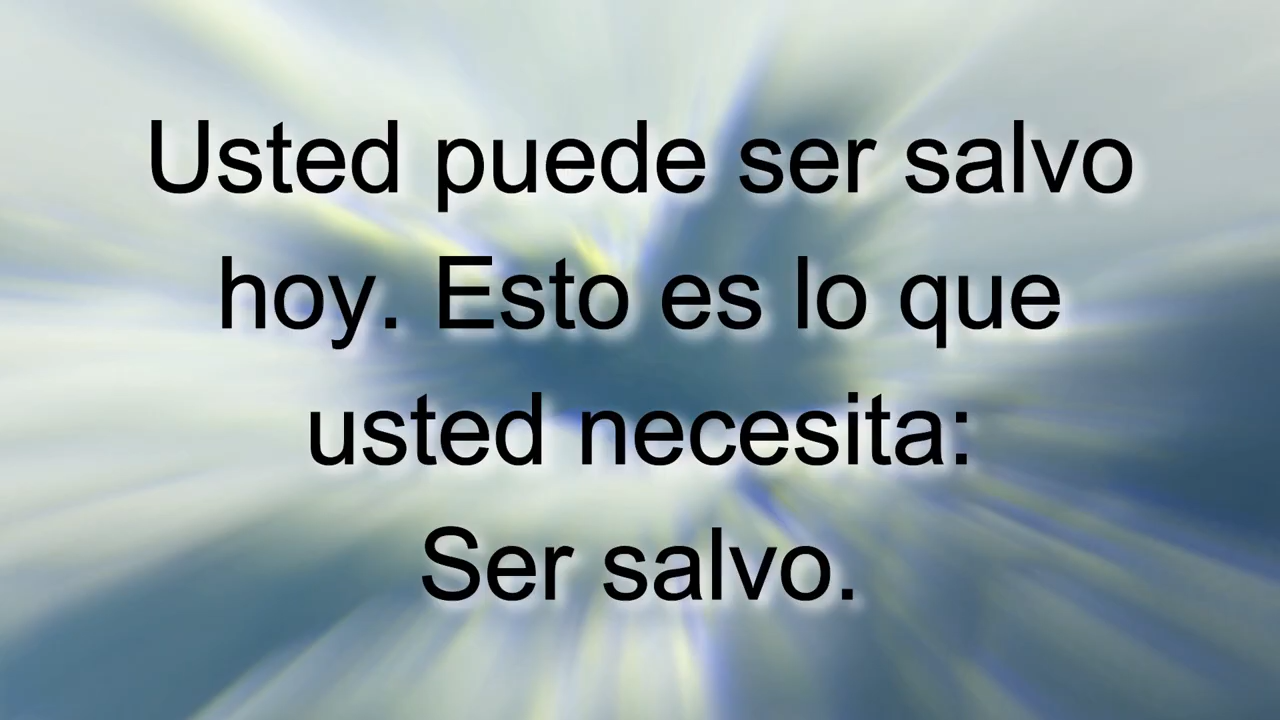 Usted puede ser salvo
hoy. Esto es lo que
usted necesita:
Ser salvo.